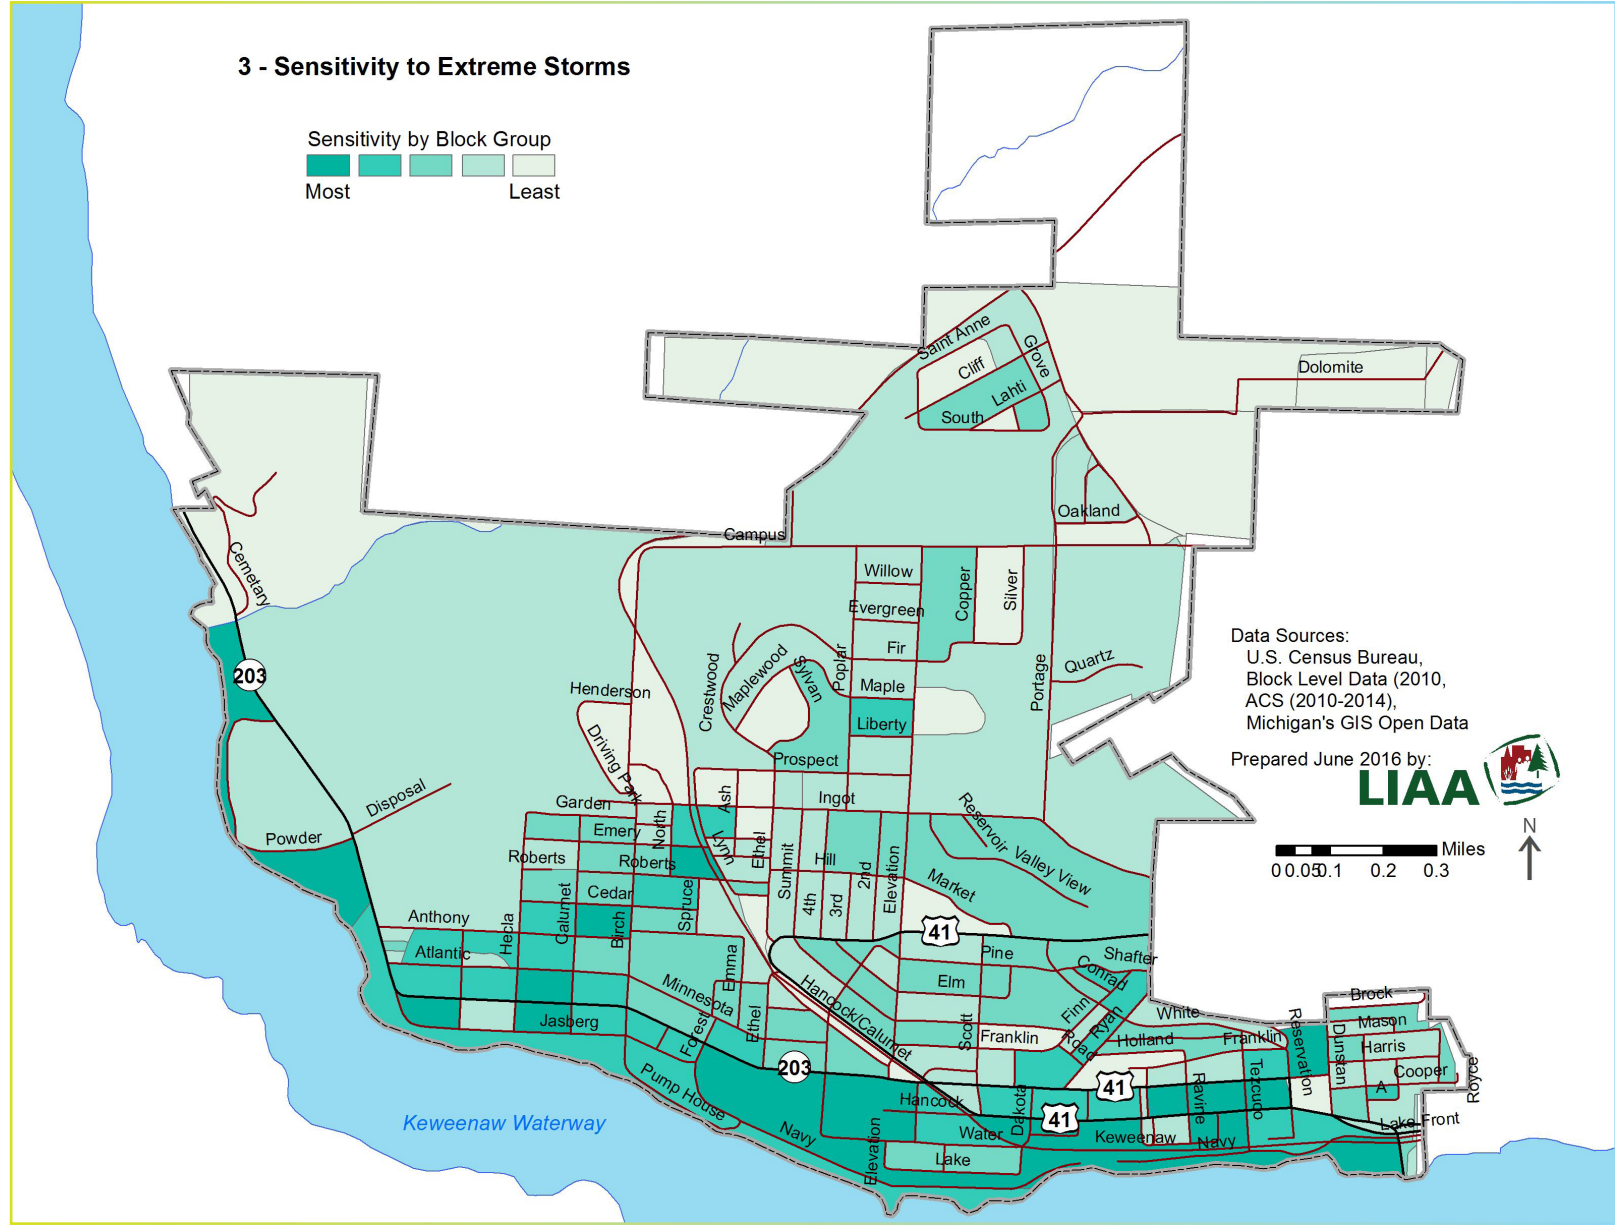 3 - Sensitivity to Extreme Storms
Sensitivity by Block Group
Most
Least
Saint Anne
Grove
Cliff
Lahti
South
Dolomite
Oakland
Campus
Cemetary
Willow
Evergreen
Copper
Silver
Fir
203
Henderson
Crestwood
Maplewood
Sylvan
Poplar
Maple
Liberty
Portage
Quartz
Data Sources:
U.S. Census Bureau,
Block Level Data (2010,
ACS (2010-2014),
Michigan's GIS Open Data
Prepared June 2016 by:
LIAA
N
Miles
0 0.05 0.1 0.2 0.3
Driving Park
Prospect
Disposal
Garden
Ash
Ingot
Reservoir
Valley View
Powder
Emery
North
Lynn
Ethel
Roberts
Roberts
Summit
Hill
2nd
Elevation
Market
Cedar
Spruce
4th
3rd
Anthony
Hecla
Calumet
Birch
Atlantic
41
Pine
Shafter
Conrad
Emma
Minnesota
Elm
Hancock/Calumet
Finn
Ryan
Road
White
Brock
Jasberg
Forest
Ethel
Scott
Franklin
Holland
Franklin
Reservation
Dunstan
Mason
Harris
Cooper
A
Royce
203
Pump House
Hancock
Dakota
41
41
Ravine
Tezcuco
Keweenaw Waterway
Navy
Elevation
Water
Keweenaw
Navy
Lake Front
Lake